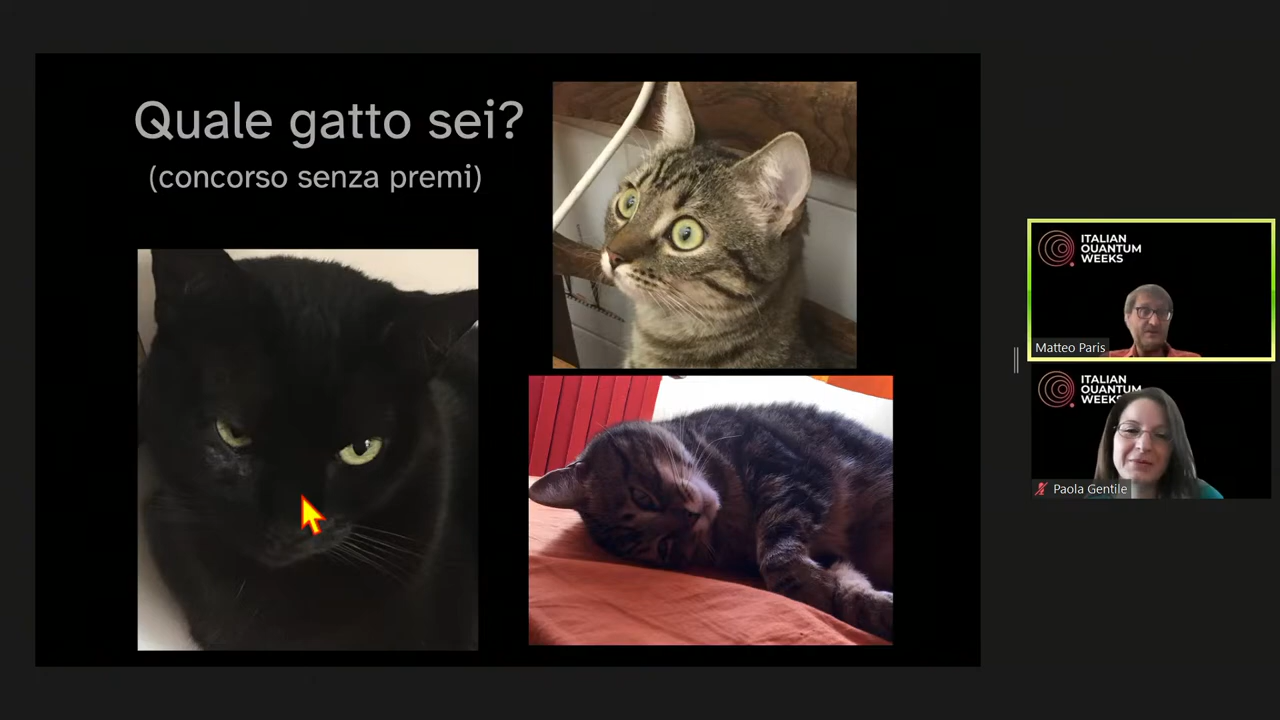 Quale gatto sei?
(concorso senza premi)
ITALIAN
QUANTUM
WEEKS
Matteo Paris
ITALIAN
QUANTUM
WEEKS
Paola Gentile